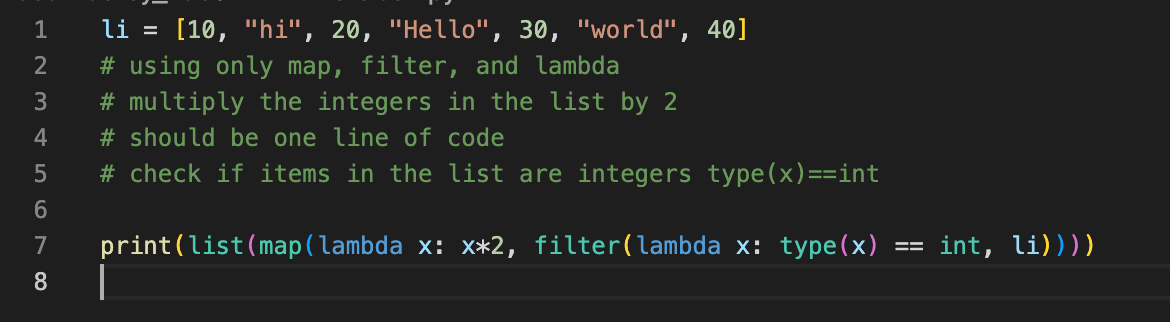 1 li = [10, "hi", 20, "Hello", 30, "world", 40]
2 # using only map, filter, and lambda
3 # multiply the integers in the list by 2
4 # should be one line of code
5 # check if items in the list are integers type(x)==int
6
7 print(list(map(lambda x: x*2, filter(lambda x: type(x) == int, li))))
8